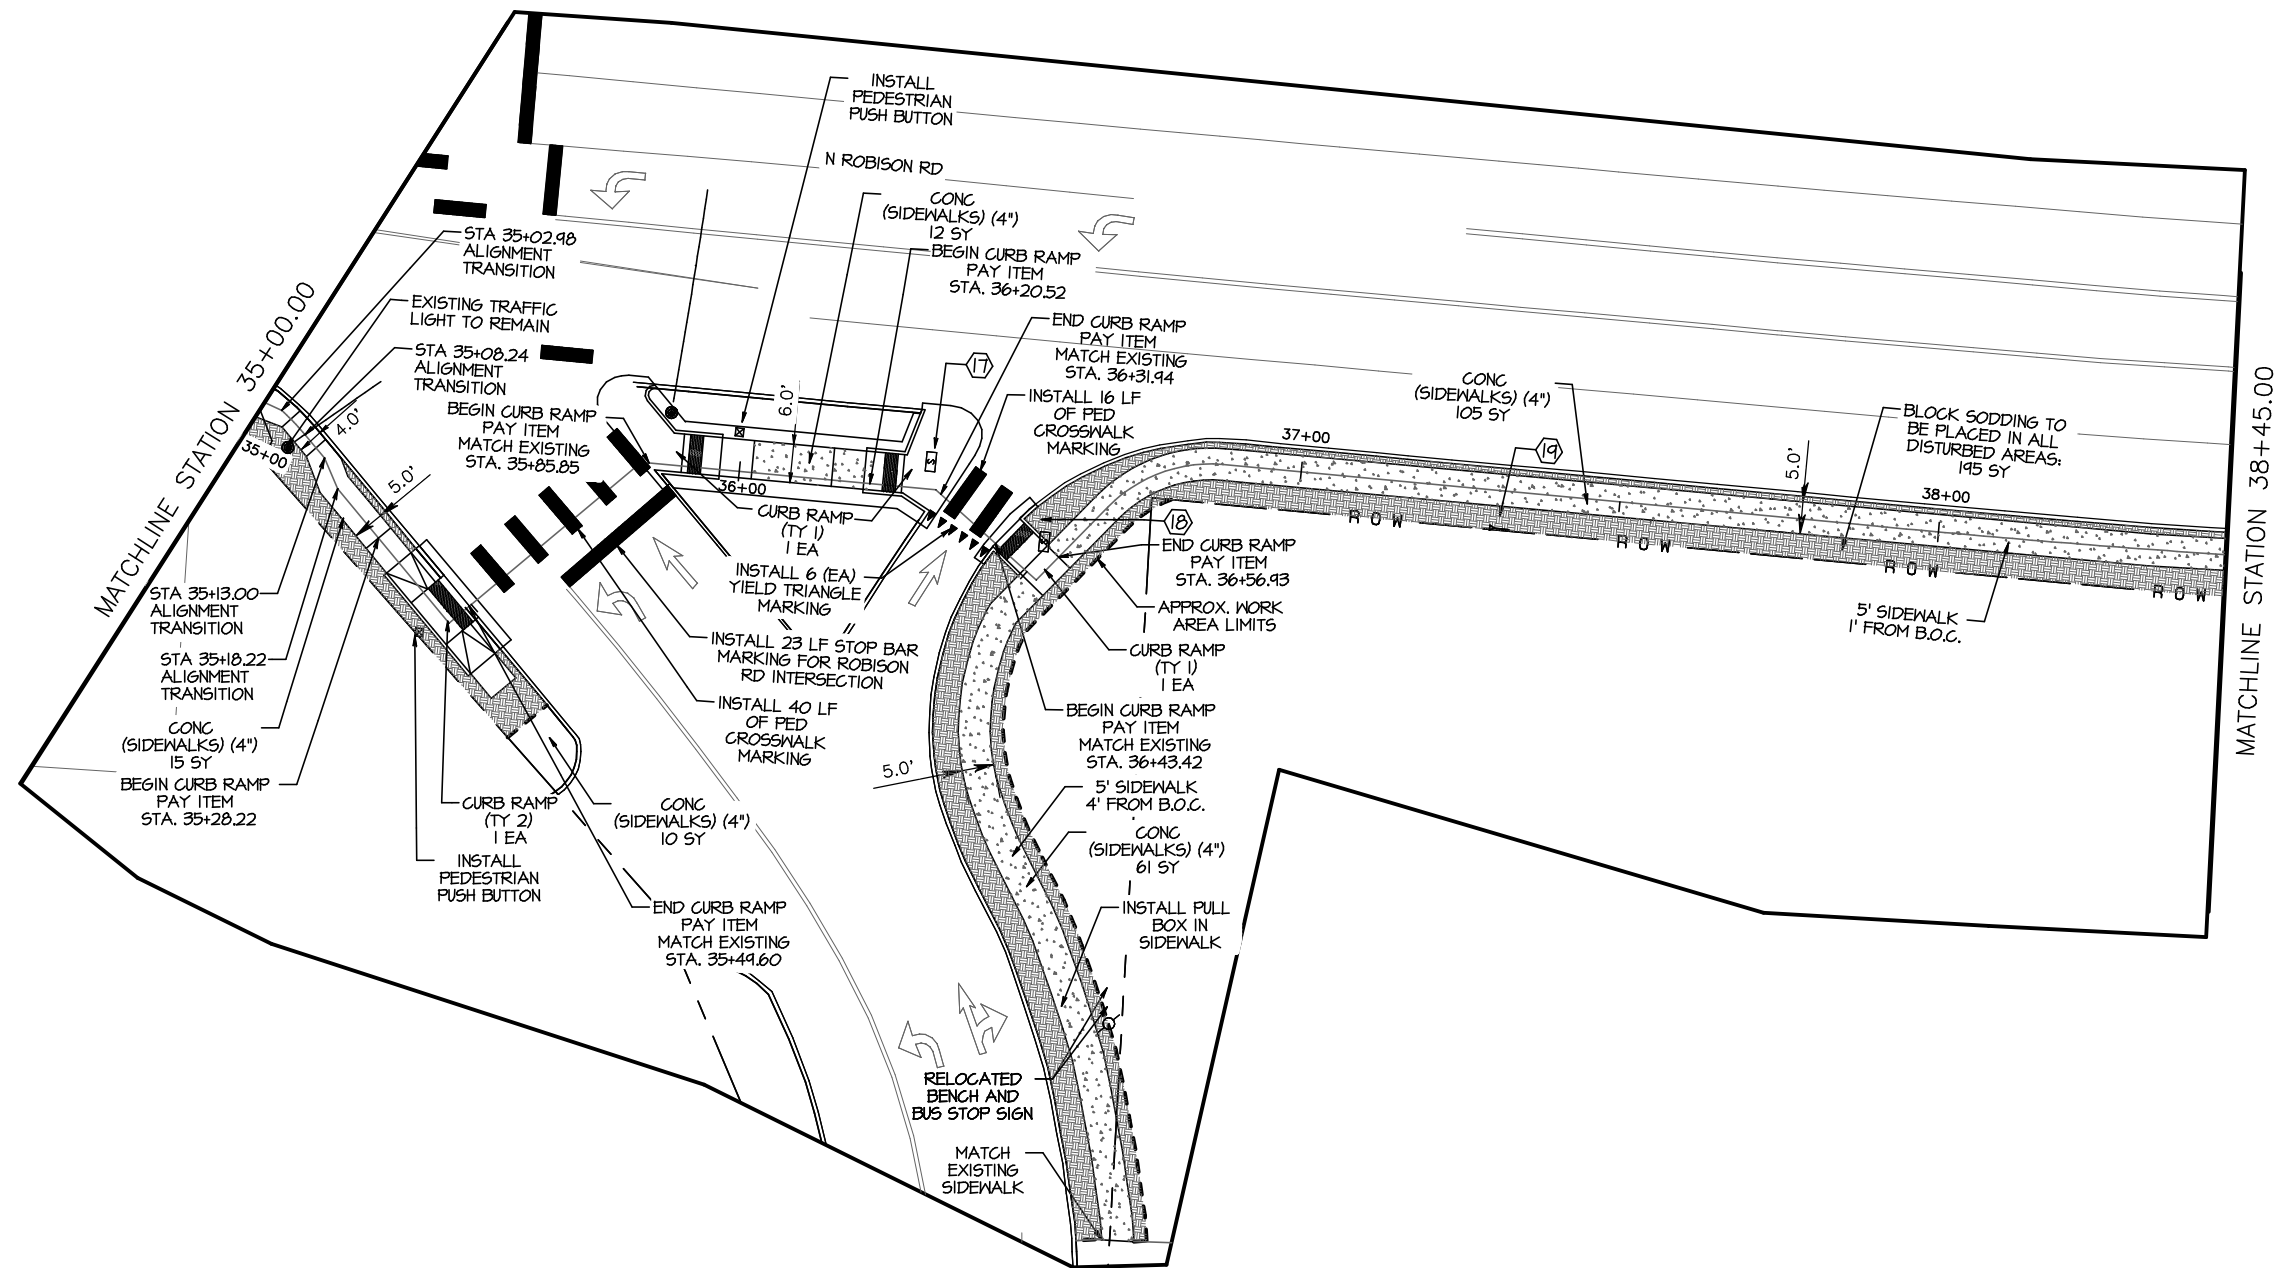 INSTALL
PEDESTRIAN
PUSH BUTTON
N ROBISON RD
CONC
(SIDEWALKS) (4")
12 SY
BEGIN CURB RAMP
PAY ITEM
STA. 36+20.52
STA 35+02.98
ALIGNMENT
TRANSITION
EXISTING TRAFFIC
LIGHT TO REMAIN
STA 35+08.24
ALIGNMENT
TRANSITION
BEGIN CURB RAMP
PAY ITEM
MATCH EXISTING
STA. 35+85.85
END CURB RAMP
PAY ITEM
MATCH EXISTING
STA. 36+31.94
17
INSTALL 16 LF
OF PED
CROSSWALK
MARKING
6.0'
4.0'
5.0'
35+00
36+00
37+00
38+00
MATCHLINE STATION 35+00.00
CONC
(SIDEWALKS) (4")
105 SY
19
BLOCK SODDING TO
BE PLACED IN ALL
DISTURBED AREAS:
195 SY
5.0'
MATCHLINE STATION 38+45.00
CURB RAMP
(TY 1)
1 EA
18
ROW
ROW
ROW
ROW
END CURB RAMP
PAY ITEM
STA. 36+56.93
INSTALL 6 (EA)
YIELD TRIANGLE
MARKING
APPROX. WORK
AREA LIMITS
5' SIDEWALK
1' FROM B.O.C.
STA 35+13.00
ALIGNMENT
TRANSITION
INSTALL 23 LF STOP BAR
MARKING FOR ROBISON
RD INTERSECTION
CURB RAMP
(TY 1)
1 EA
STA 35+18.22
ALIGNMENT
TRANSITION
INSTALL 40 LF
OF PED
CROSSWALK
MARKING
BEGIN CURB RAMP
PAY ITEM
MATCH EXISTING
STA. 36+43.42
CONC
(SIDEWALKS) (4")
15 SY
5.0'
BEGIN CURB RAMP
PAY ITEM
STA. 35+28.22
5' SIDEWALK
4' FROM B.O.C.
CURB RAMP
(TY 2)
1 EA
CONC
(SIDEWALKS) (4")
10 SY
CONC
(SIDEWALKS) (4")
61 SY
INSTALL
PEDESTRIAN
PUSH BUTTON
END CURB RAMP
PAY ITEM
MATCH EXISTING
STA. 35+49.60
INSTALL PULL
BOX IN
SIDEWALK
RELOCATED
BENCH AND
BUS STOP SIGN
MATCH
EXISTING
SIDEWALK